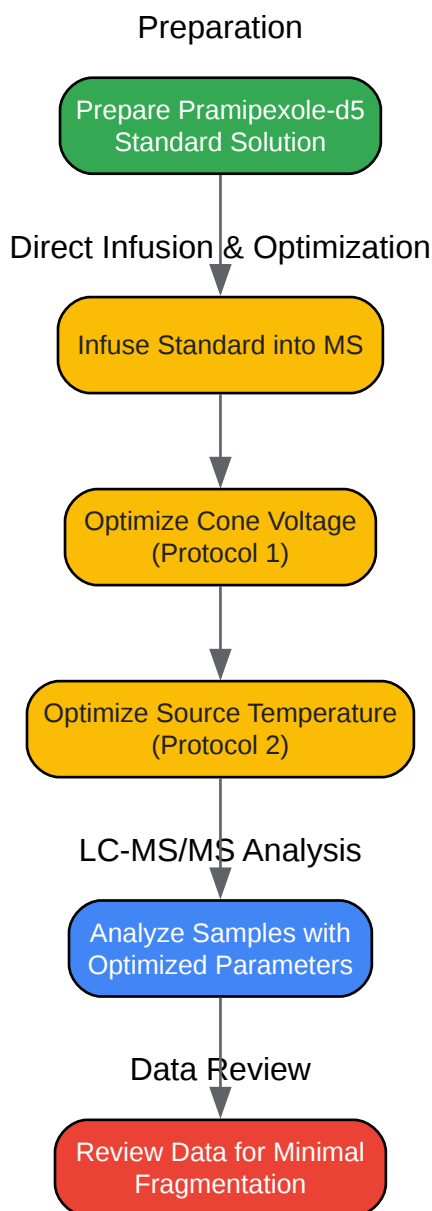 Preparation
Prepare Pramipexole-d5
Standard Solution
Direct Infusion & Optimization
Infuse Standard into MS
Optimize Cone Voltage
(Protocol 1)
Optimize Source Temperature
(Protocol 2)
LC-MS/MS Analysis
Analyze Samples with
Optimized Parameters
Data Review
Review Data for Minimal
Fragmentation